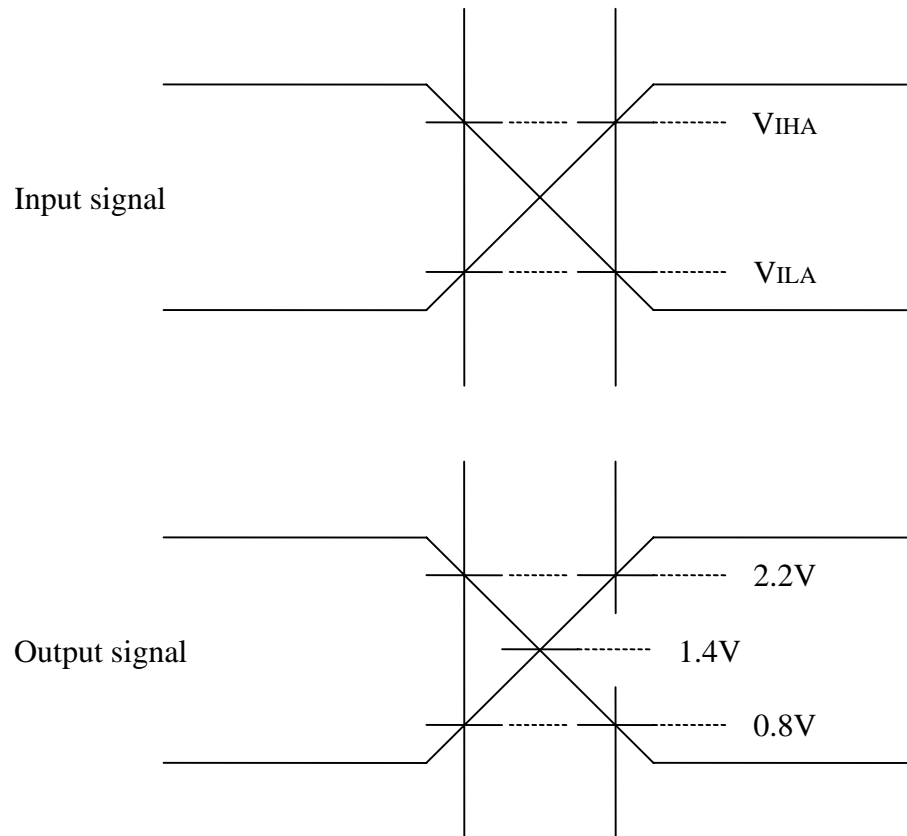 VIHA
Input signal
VILA
2.2V
Output signal
1.4V
0.8V